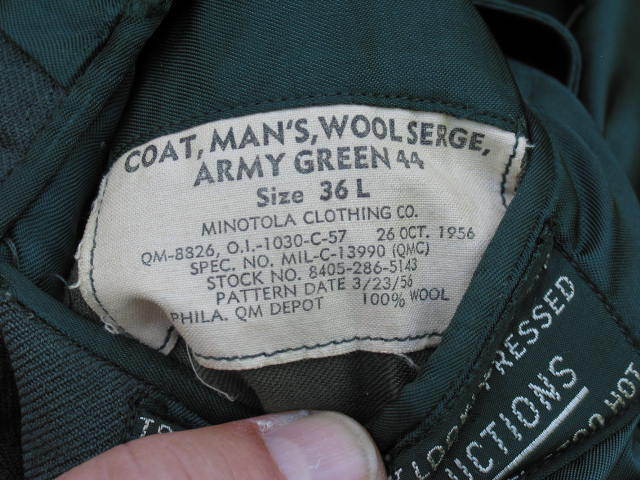 COAT, MAN'S, WOOL SERGE,
ARMY GREEN 44
Size 36 L
MINOTOLA CLOTHING CO.
QM-8826, O.I.-1030-C-57 26 OCT. 1956
SPEC. NO. MIL-C-13990 (QMC)
STOCK NO. 8405-286-5143
PATTERN DATE 3/23/56
PHILA. QM DEPOT 100% WOOL
PRESSED
UCTIONS
HOT